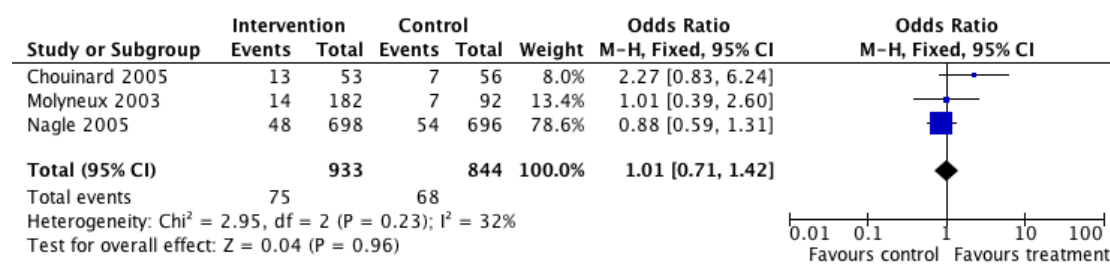 Intervention Control Odds Ratio Odds Ratio
Study or Subgroup Events Total Events Total Weight M-H, Fixed, 95% CI M-H, Fixed, 95% CI
Chouinard 2005 13 53 7 56 8.0% 2.27 [0.83, 6.24]
Molyneux 2003 14 182 7 92 13.4% 1.01 [0.39, 2.60]
Nagle 2005 48 698 54 696 78.6% 0.88 [0.59, 1.31]
Total (95% CI) 933 844 100.0% 1.01 [0.71, 1.42]
Total events 75 68
Heterogeneity: Chi² = 2.95, df = 2 (P = 0.23); I² = 32%
Test for overall effect: Z = 0.04 (P = 0.96)
0.01 0.1 1 10 100
Favours control Favours treatment